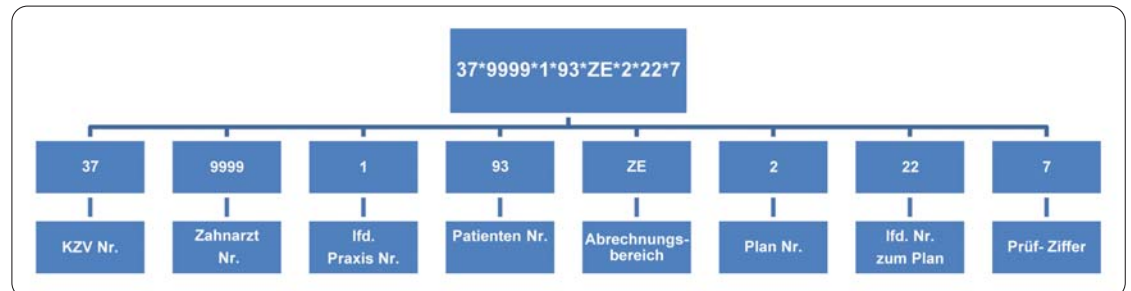 37*9999*1*93*ZE*2*22*7
37
9999
1
93
ZE
2
22
7
KZV Nr.
Zahnarzt
Nr.
lfd.
Praxis Nr.
Patienten Nr.
Abrechnungs-
bereich
Plan Nr.
lfd. Nr.
zum Plan
Prüf- Ziffer